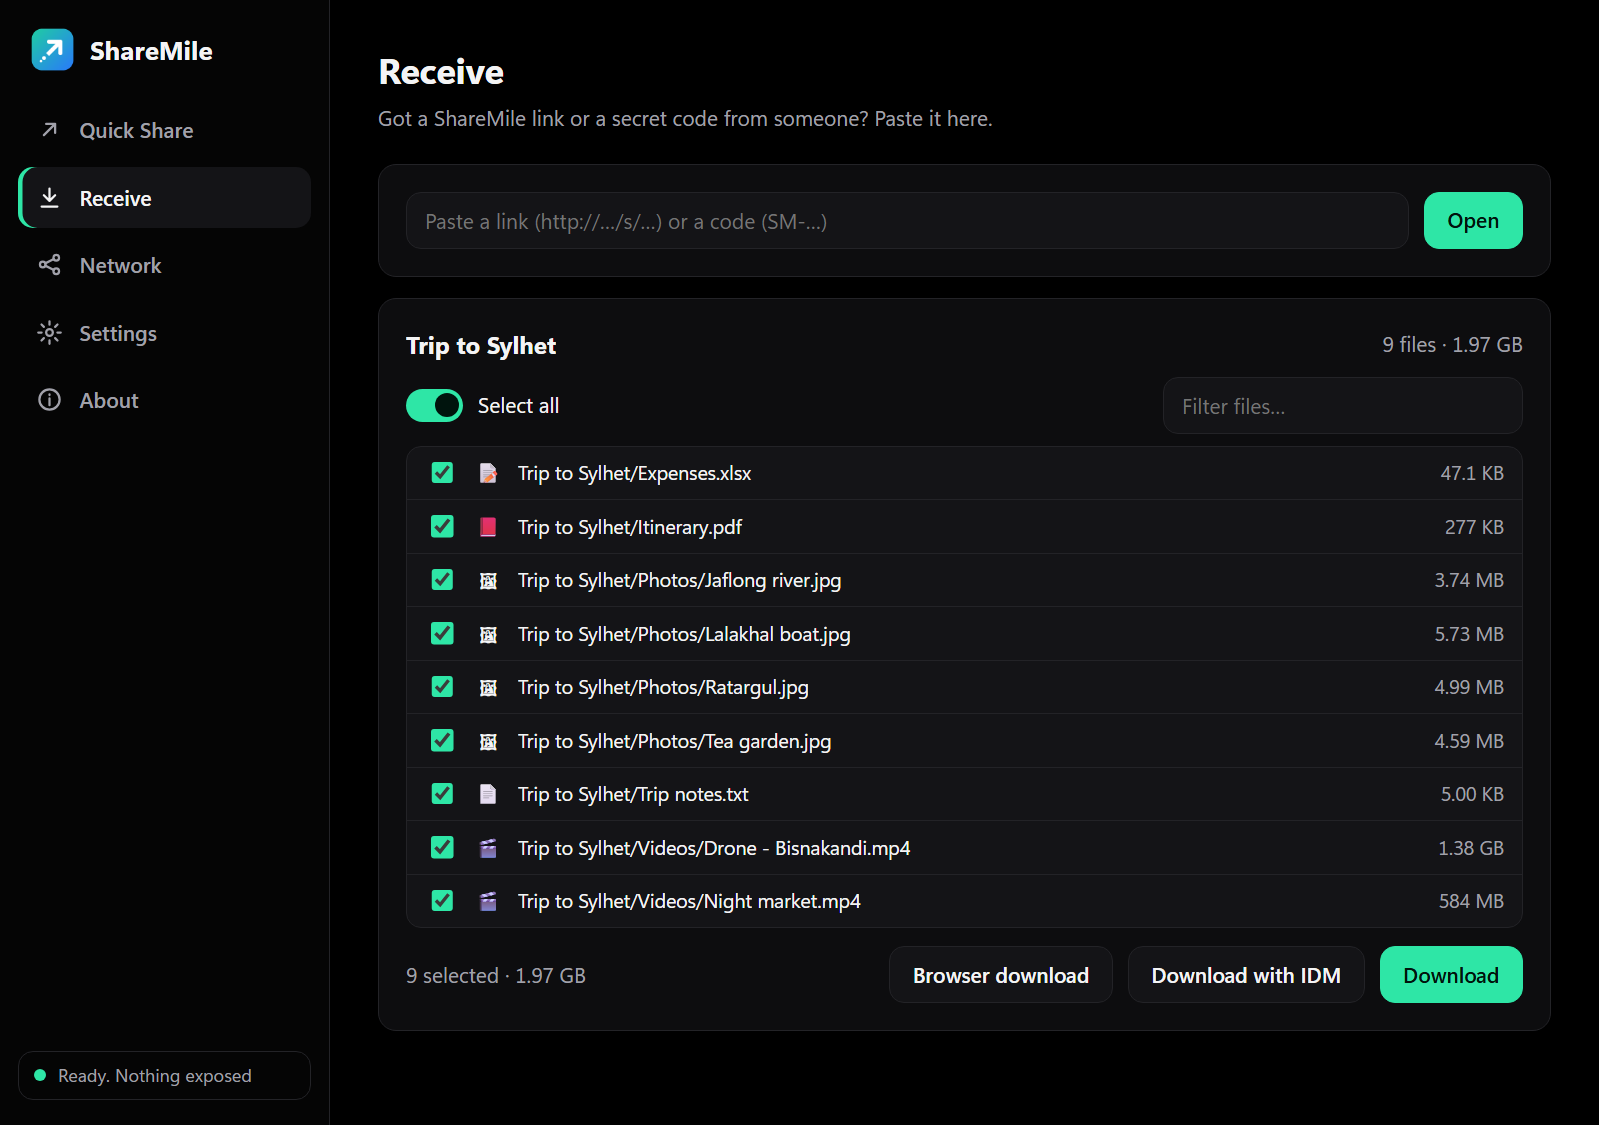 ShareMile
Quick Share
Receive
Network
Settings
About
Ready. Nothing exposed
Receive
Got a ShareMile link or a secret code from someone? Paste it here.
Paste a link (http://.../s/...) or a code (SM-...)
Open
Trip to Sylhet
9 files · 1.97 GB
Select all
Filter files...
Trip to Sylhet/Expenses.xlsx 47.1 KB
Trip to Sylhet/Itinerary.pdf 277 KB
Trip to Sylhet/Photos/Jaflong river.jpg 3.74 MB
Trip to Sylhet/Photos/Lalakhal boat.jpg 5.73 MB
Trip to Sylhet/Photos/Ratargul.jpg 4.99 MB
Trip to Sylhet/Photos/Tea garden.jpg 4.59 MB
Trip to Sylhet/Trip notes.txt 5.00 KB
Trip to Sylhet/Videos/Drone - Bisnakandi.mp4 1.38 GB
Trip to Sylhet/Videos/Night market.mp4 584 MB
9 selected · 1.97 GB
Browser download
Download with IDM
Download